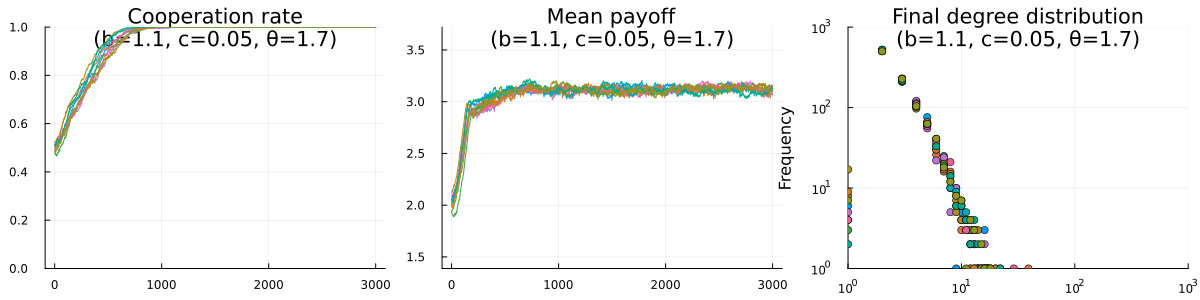 Cooperation rate
(b=1.1, c=0.05, θ=1.7)
1.0
0.8
0.6
0.4
0.2
0.0
0 1000 2000 3000
Mean payoff
(b=1.1, c=0.05, θ=1.7)
3.5
3.0
2.5
2.0
1.5
0 1000 2000 3000
Final degree distribution
(b=1.1, c=0.05, θ=1.7)
Frequency
10³
10²
10¹
10⁰
10⁰ 10¹ 10² 10³